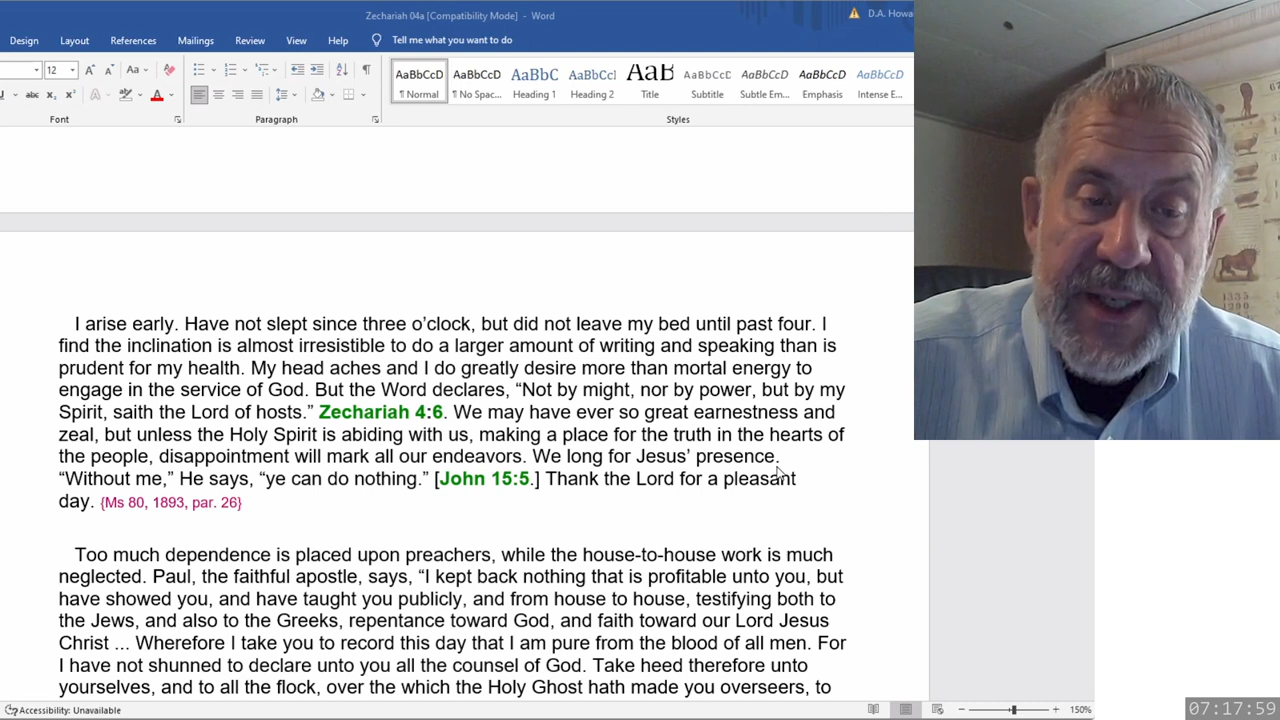 Zechariah 04a [Compatibility Mode] - Word
D.A. Howa
Design Layout References Mailings Review View Help Tell me what you want to do
12 Aa
abc x₂ x² A A
AaBbCcD AaBbCcD AaBbC AaBbCcl AaB AaBbCcD AaBbCcD AaBbCcD AaBbCcD
¶ Normal ¶ No Spac... Heading 1 Heading 2 Title Subtitle Subtle Em... Emphasis Intense E...
Font Paragraph Styles
I arise early. Have not slept since three o’clock, but did not leave my bed until past four. I
find the inclination is almost irresistible to do a larger amount of writing and speaking than is
prudent for my health. My head aches and I do greatly desire more than mortal energy to
engage in the service of God. But the Word declares, “Not by might, nor by power, but by my
Spirit, saith the Lord of hosts.” Zechariah 4:6. We may have ever so great earnestness and
zeal, but unless the Holy Spirit is abiding with us, making a place for the truth in the hearts of
the people, disappointment will mark all our endeavors. We long for Jesus’ presence.
“Without me,” He says, “ye can do nothing.” [John 15:5.] Thank the Lord for a pleasant
day. {Ms 80, 1893, par. 26}
Too much dependence is placed upon preachers, while the house-to-house work is much
neglected. Paul, the faithful apostle, says, “I kept back nothing that is profitable unto you, but
have showed you, and have taught you publicly, and from house to house, testifying both to
the Jews, and also to the Greeks, repentance toward God, and faith toward our Lord Jesus
Christ ... Wherefore I take you to record this day that I am pure from the blood of all men. For
I have not shunned to declare unto you all the counsel of God. Take heed therefore unto
yourselves, and to all the flock, over the which the Holy Ghost hath made you overseers, to
Accessibility: Unavailable
150%
07:17:59